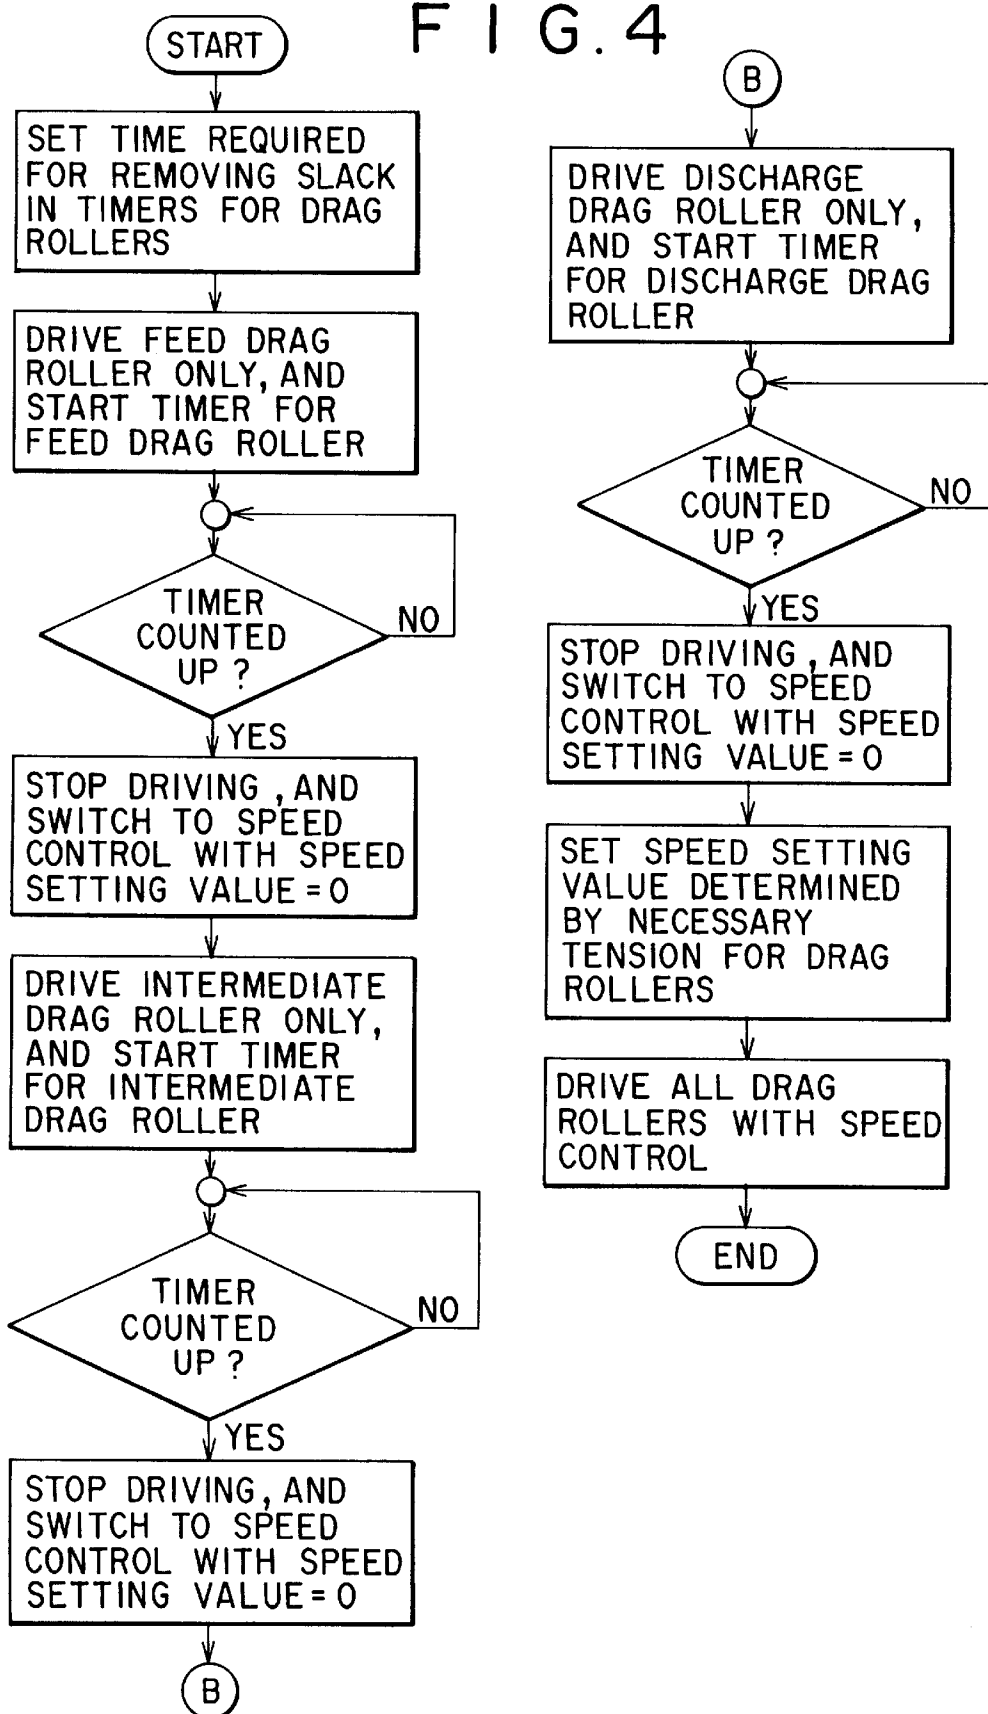 FIG.4
START
SET TIME REQUIRED
FOR REMOVING SLACK
IN TIMERS FOR DRAG
ROLLERS
DRIVE FEED DRAG
ROLLER ONLY, AND
START TIMER FOR
FEED DRAG ROLLER
TIMER
COUNTED
UP?
NO
YES
STOP DRIVING, AND
SWITCH TO SPEED
CONTROL WITH SPEED
SETTING VALUE=0
DRIVE INTERMEDIATE
DRAG ROLLER ONLY,
AND START TIMER
FOR INTERMEDIATE
DRAG ROLLER
TIMER
COUNTED
UP?
NO
YES
STOP DRIVING, AND
SWITCH TO SPEED
CONTROL WITH SPEED
SETTING VALUE=0
B
B
DRIVE DISCHARGE
DRAG ROLLER ONLY,
AND START TIMER
FOR DISCHARGE DRAG
ROLLER
TIMER
COUNTED
UP?
NO
YES
STOP DRIVING, AND
SWITCH TO SPEED
CONTROL WITH SPEED
SETTING VALUE=0
SET SPEED SETTING
VALUE DETERMINED
BY NECESSARY
TENSION FOR DRAG
ROLLERS
DRIVE ALL DRAG
ROLLERS WITH SPEED
CONTROL
END